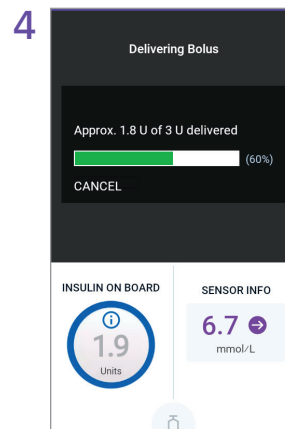 4
Delivering Bolus
Approx. 1.8 U of 3 U delivered
(60%)
CANCEL
INSULIN ON BOARD
SENSOR INFO
i
1.9
Units
6.7
mmol/L